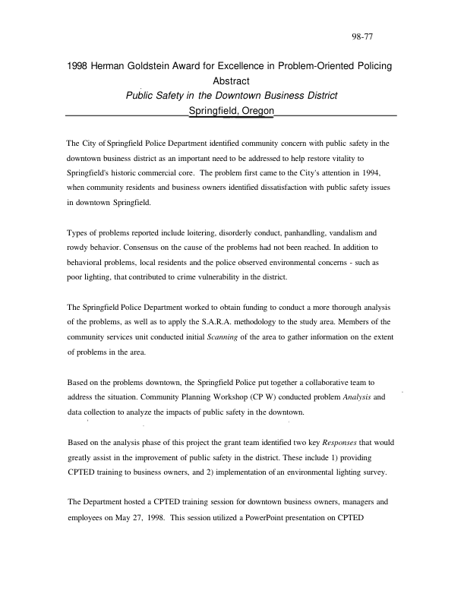 98-77
1998 Herman Goldstein Award for Excellence in Problem-Oriented Policing
Abstract
Public Safety in the Downtown Business District
Springfield, Oregon
The City of Springfield Police Department identified community concern with public safety in the
downtown business district as an important need to be addressed to help restore vitality to
Springfield's historic commercial core. The problem first came to the City's attention in 1994,
when community residents and business owners identified dissatisfaction with public safety issues
in downtown Springfield.
Types of problems reported include loitering, disorderly conduct, panhandling, vandalism and
rowdy behavior. Consensus on the cause of the problems had not been reached. In addition to
behavioral problems, local residents and the police observed environmental concerns - such as
poor lighting, that contributed to crime vulnerability in the district.
The Springfield Police Department worked to obtain funding to conduct a more thorough analysis
of the problems, as well as to apply the S.A.R.A. methodology to the study area. Members of the
community services unit conducted initial Scanning of the area to gather information on the extent
of problems in the area.
Based on the problems downtown, the Springfield Police put together a collaborative team to
address the situation. Community Planning Workshop (CP W) conducted problem Analysis and
data collection to analyze the impacts of public safety in the downtown.
Based on the analysis phase of this project the grant team identified two key Responses that would
greatly assist in the improvement of public safety in the district. These include 1) providing
CPTED training to business owners, and 2) implementation of an environmental lighting survey.
The Department hosted a CPTED training session for downtown business owners, managers and
employees on May 27, 1998. This session utilized a PowerPoint presentation on CPTED